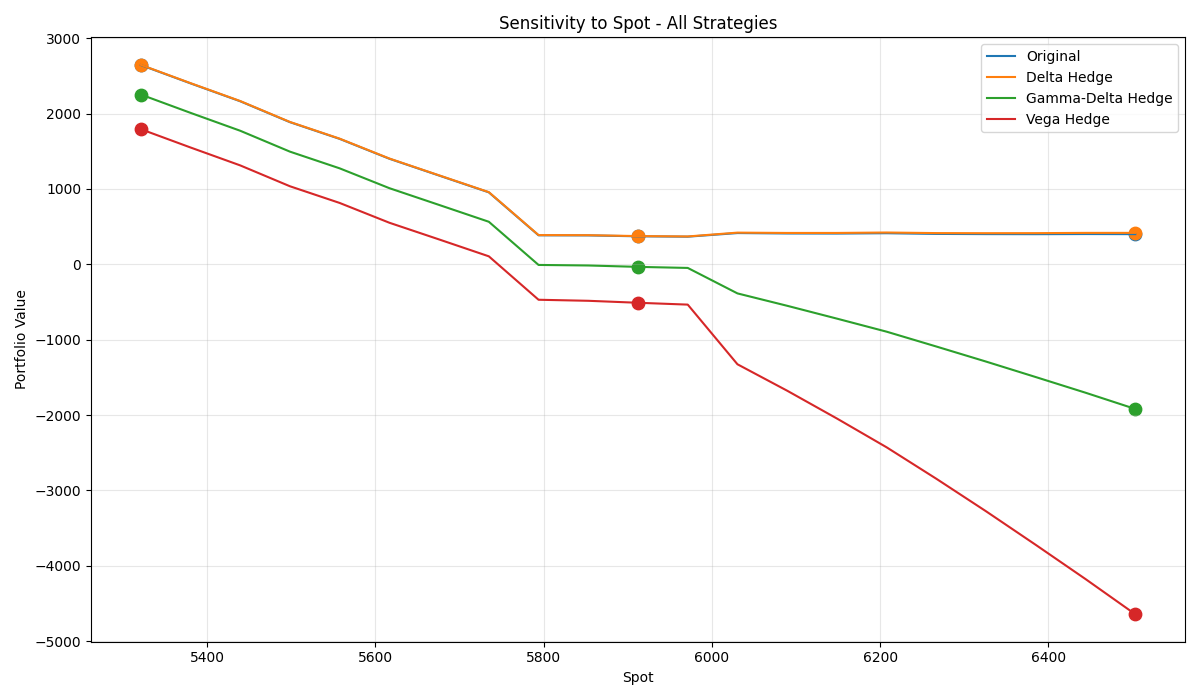 Sensitivity to Spot - All Strategies
Original
Delta Hedge
Gamma-Delta Hedge
Vega Hedge
Portfolio Value
3000
2000
1000
0
−1000
−2000
−3000
−4000
−5000
5400
5600
5800
6000
6200
6400
Spot